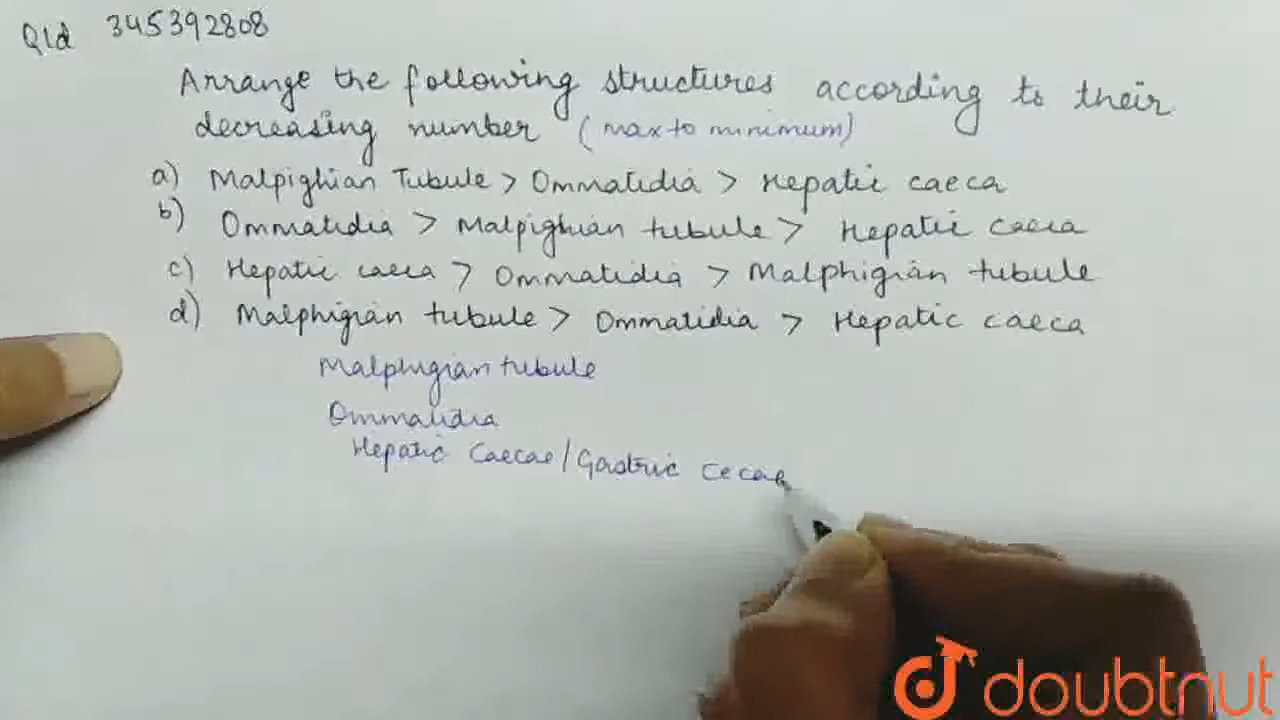 QId 345392808
Arrange the following structures according to their
decreasing number (max to minimum)
a) Malpighian Tubule > Ommatidia > Hepatic caeca
b) Ommatidia > Malpighian tubule > Hepatic caeca
c) Hepatic caeca > Ommatidia > Malphigian tubule
d) Malphigian tubule > Ommatidia > Hepatic caeca
Malphigian tubule
Ommatidia
Hepatic Caecae/Gastric Cecae
doubtnut